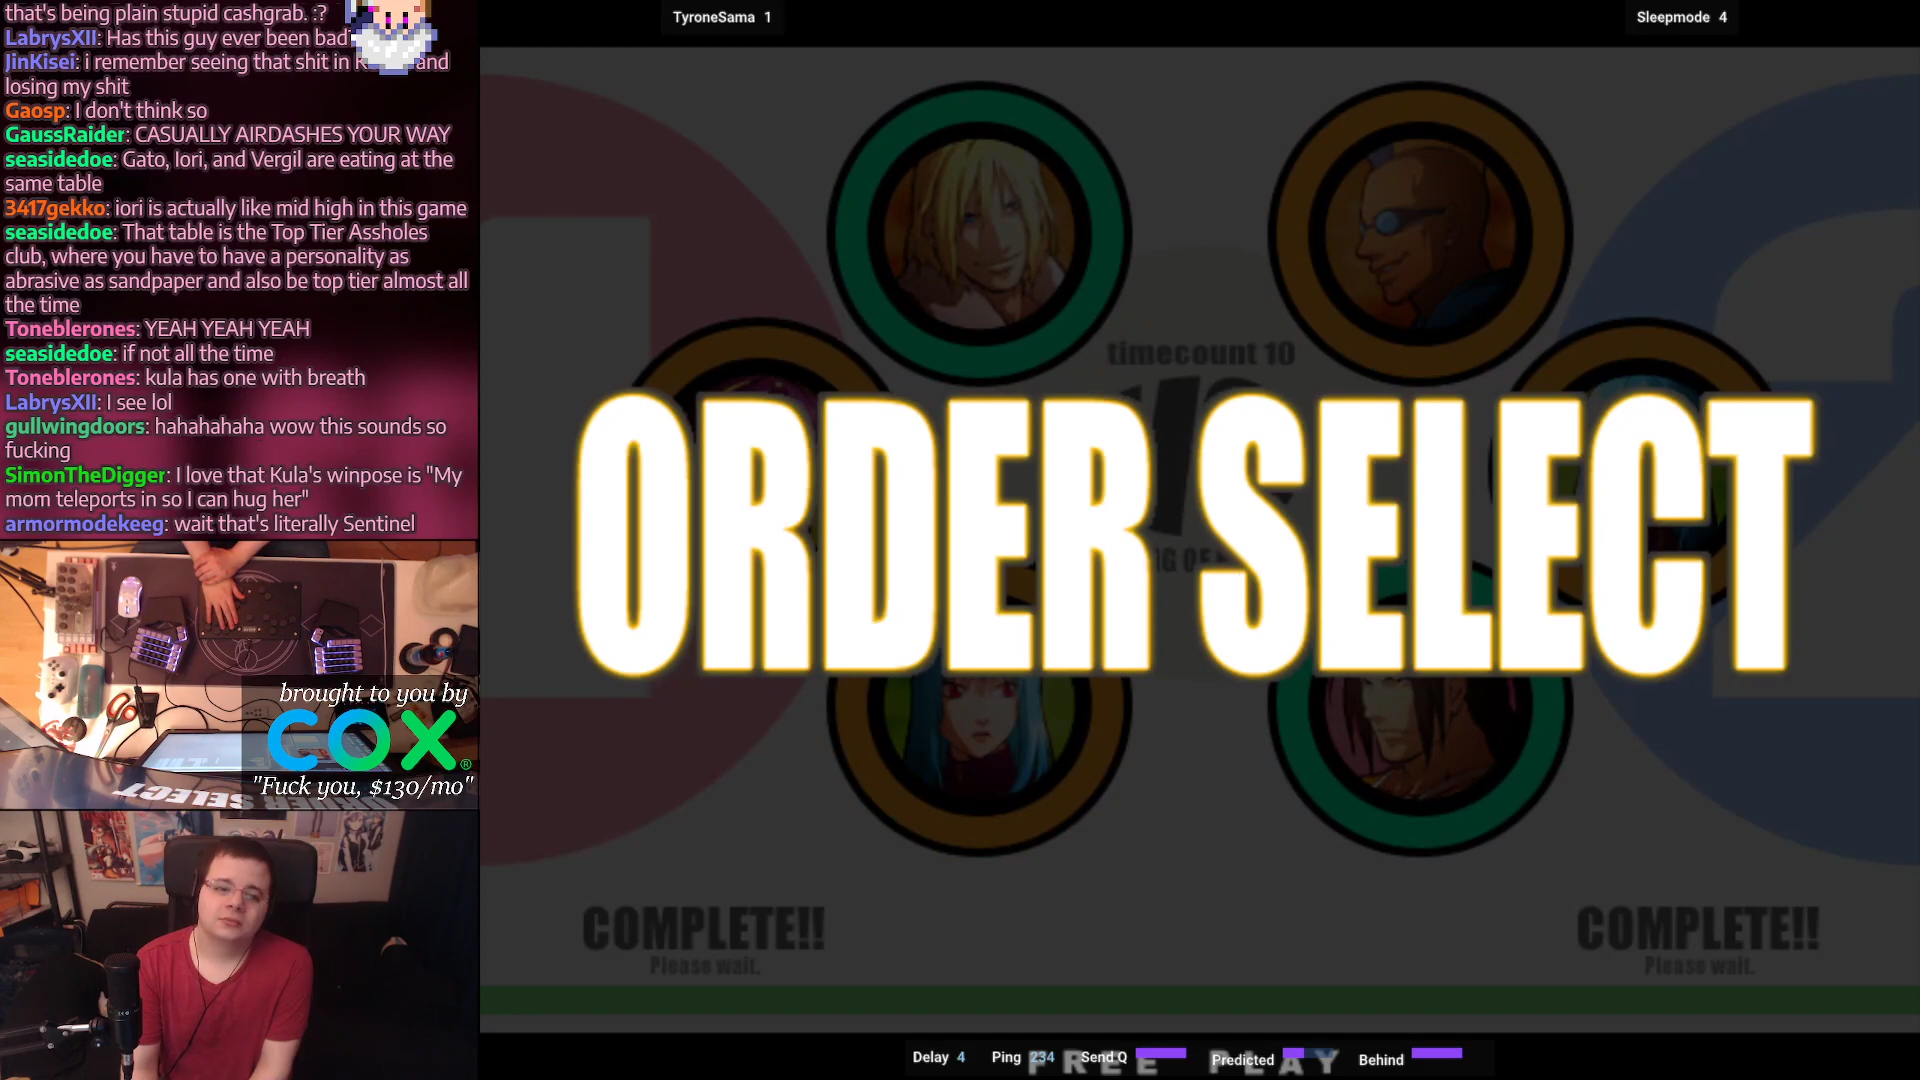 that's being plain stupid cashgrab. :?
LabrysXII: Has this guy ever been bad
JinKisei: i remember seeing that shit in and
losing my shit
Gaosp: I don't think so
GaussRaider: CASUALLY AIRDASHES YOUR WAY
seasidedoe: Gato, Iori, and Vergil are eating at the
same table
3417gekko: iori is actually like mid high in this game
seasidedoe: That table is the Top Tier Assholes
club, where you have to have a personality as
abrasive as sandpaper and also be top tier almost all
the time
Toneblerones: YEAH YEAH YEAH
seasidedoe: if not all the time
Toneblerones: kula has one with breath
LabrysXII: I see lol
gullwingdoors: hahahahaha wow this sounds so
fucking
SimonTheDigger: I love that Kula's winpose is "My
mom teleports in so I can hug her"
armormodekeeg: wait that's literally Sentinel
brought to you by
COX®
"Fuck you, $130/mo"
ORDER SELECT
TyroneSama 1
Sleepmode 4
timecount 10
ORDER SELECT
COMPLETE!!
Please wait.
COMPLETE!!
Please wait.
Delay 4 Ping 234 Send Q Predicted Behind
FREE PLAY